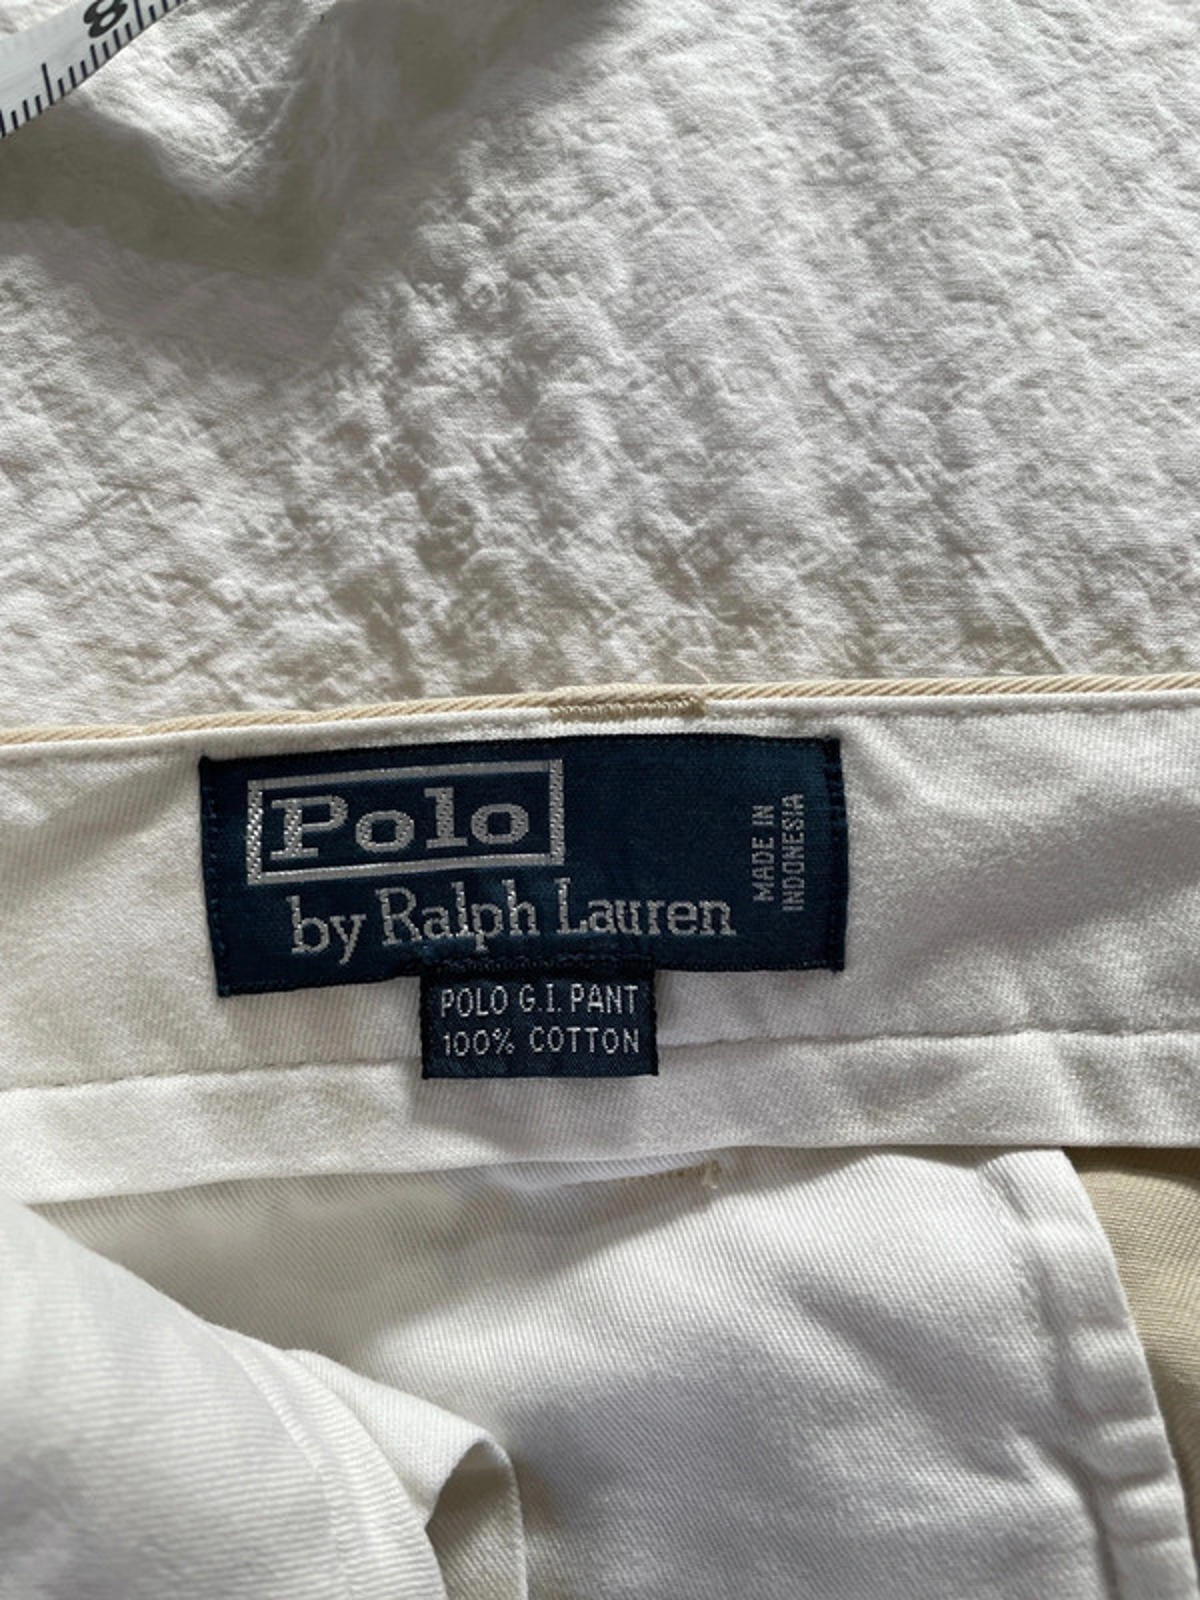 8
Polo
by Ralph Lauren
MADE IN
INDONESIA
POLO G.I. PANT
100% COTTON